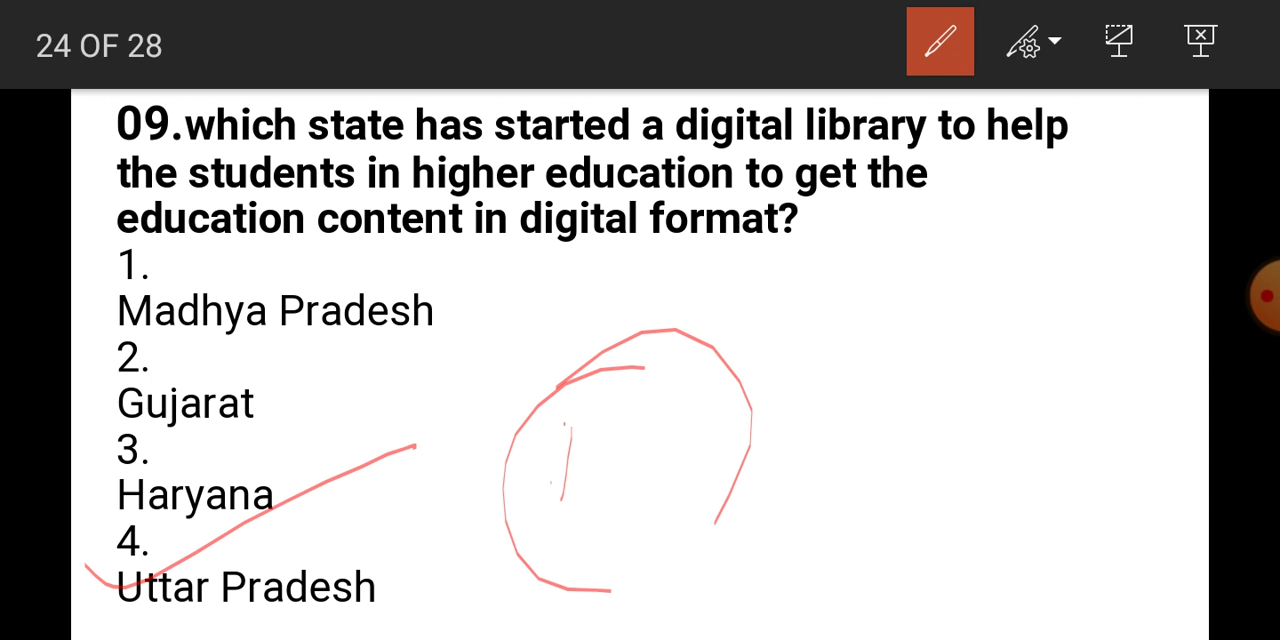 24 OF 28
09.which state has started a digital library to help
the students in higher education to get the
education content in digital format?
1.
Madhya Pradesh
2.
Gujarat
3.
Haryana
4.
Uttar Pradesh